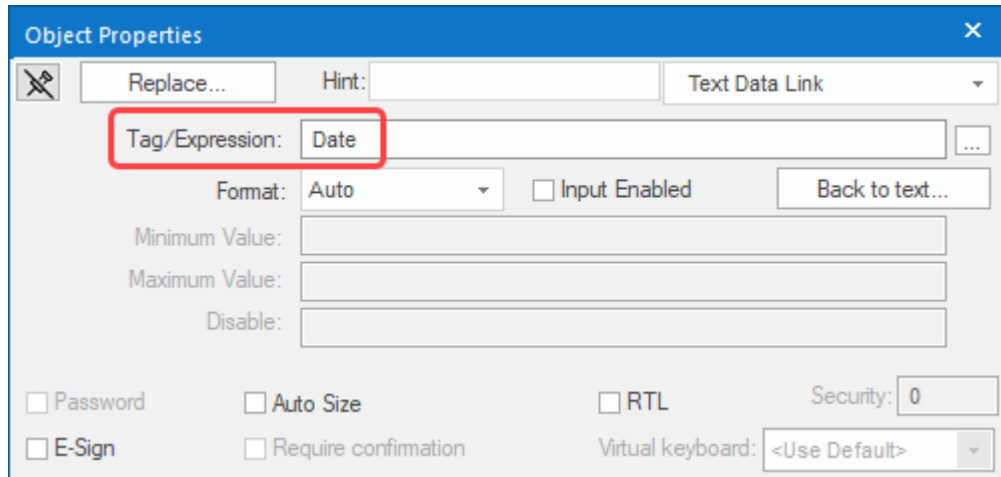 Object Properties
Replace... Hint: Text Data Link
Tag/Expression: Date ...
Format: Auto Input Enabled Back to text...
Minimum Value:
Maximum Value:
Disable:
Password Auto Size RTL Security: 0
E-Sign Require confirmation Virtual keyboard: <Use Default>